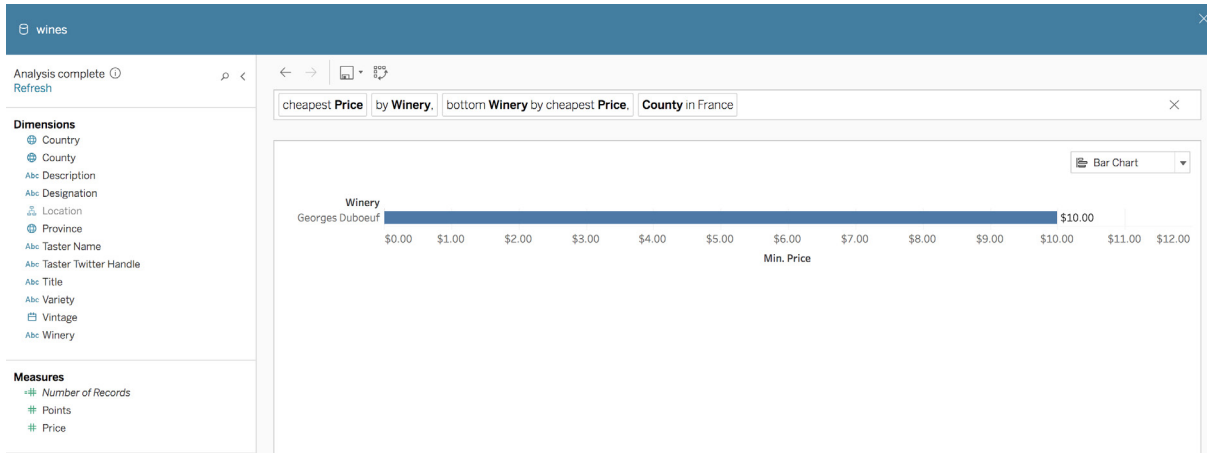 wines
Analysis complete
Refresh
cheapest Price by Winery, bottom Winery by cheapest Price, County in France
Dimensions
Country
County
Abc Description
Abc Designation
Location
Province
Abc Taster Name
Abc Taster Twitter Handle
Abc Title
Abc Variety
Vintage
Abc Winery
Measures
=# Number of Records
# Points
# Price
Bar Chart
Winery
Georges Duboeuf
$10.00
$0.00 $1.00 $2.00 $3.00 $4.00 $5.00 $6.00 $7.00 $8.00 $9.00 $10.00 $11.00 $12.00
Min. Price